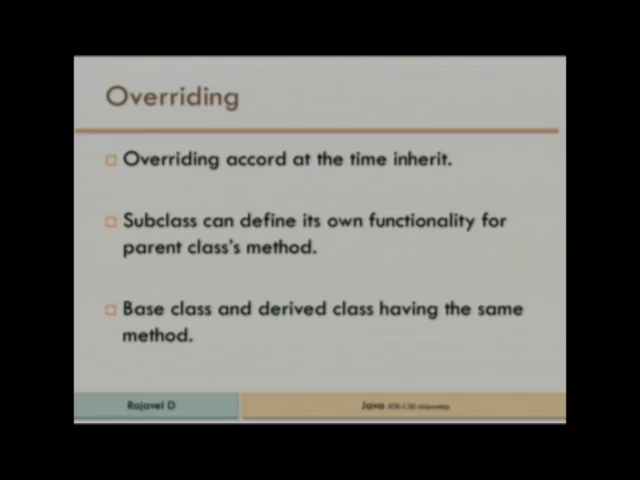 Overriding
Overriding accord at the time inherit.
Subclass can define its own functionality for
parent class's method.
Base class and derived class having the same
method.
Rajavel D
Java